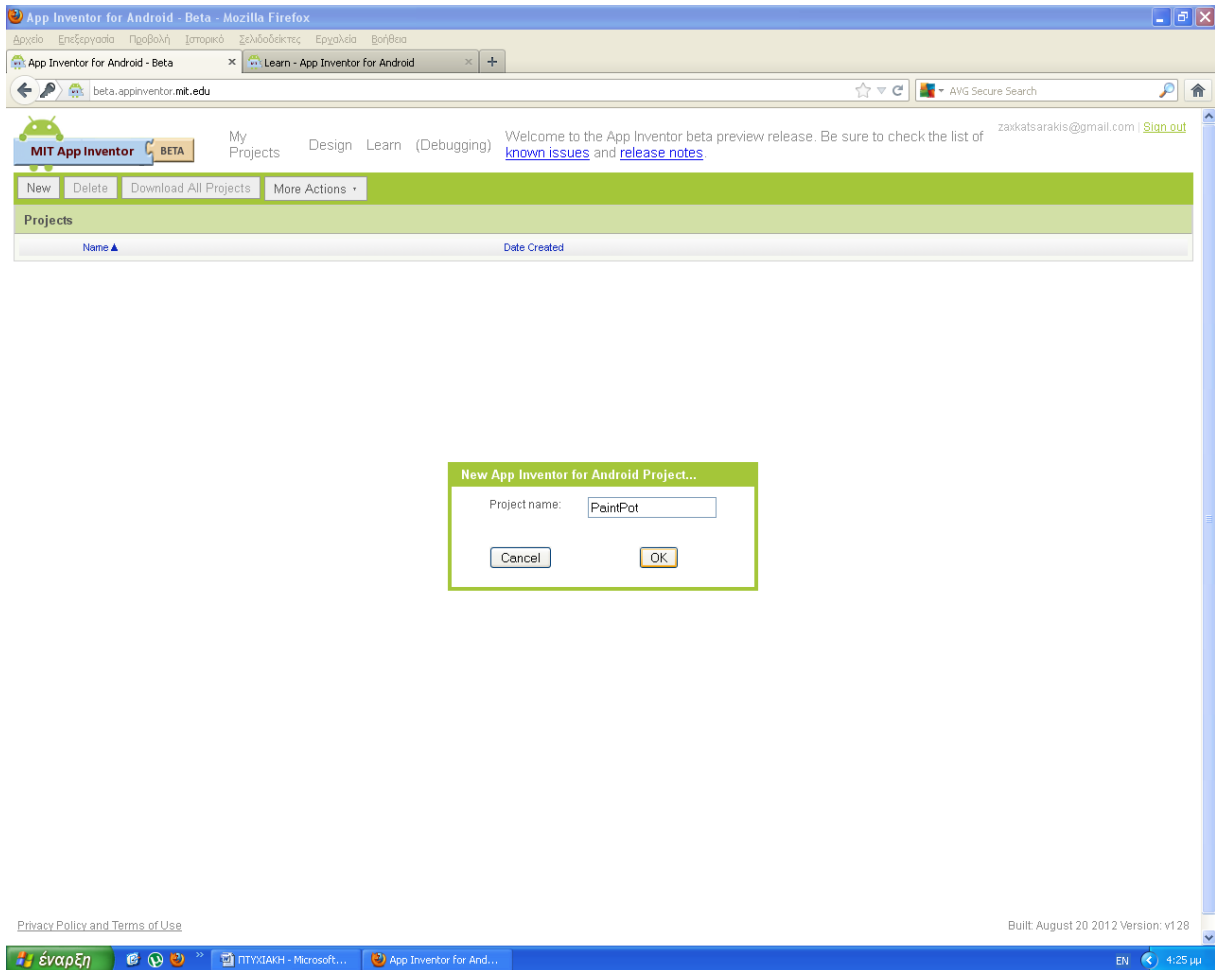 App Inventor for Android - Beta - Mozilla Firefox
Αρχείο Επεξεργασία Προβολή Ιστορικό Σελιδοδείκτες Εργαλεία Βοήθεια
App Inventor for Android - Beta × Learn - App Inventor for Android × +
beta.appinventor.mit.edu AVG Secure Search
zaxkatsarakis@gmail.com | Sign out
MIT App Inventor BETA
My Projects Design Learn (Debugging)
Welcome to the App Inventor beta preview release. Be sure to check the list of
known issues and release notes.
New Delete Download All Projects More Actions
Projects
Name Date Created
New App Inventor for Android Project...
Project name: PaintPot
Cancel OK
Privacy Policy and Terms of Use Built: August 20 2012 Version: v128
έναρξη » ΠΤΥΧΙΑΚΗ - Microsoft... App Inventor for And... EN 4:25 μμ